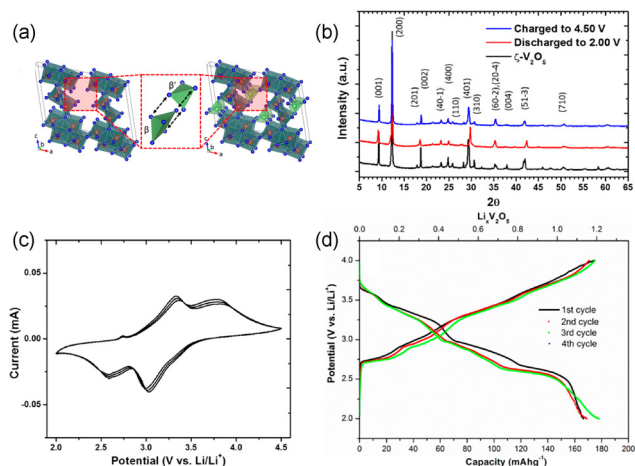 (a)
β'
β
c
b
a
c
b
a
(b)
Intensity (a.u.)
Charged to 4.50 V
Discharged to 2.00 V
ζ-V₂O₅
(001)
(200)
(201)
(002)
(40-1)
(400)
(110)
(401)
(310)
(60-2),(20-4)
(004)
(51-3)
(710)
5 10 15 20 25 30 35 40 45 50 55 60 65
2θ
(c)
Current (mA)
0.05
0.00
-0.05
2.0 2.5 3.0 3.5 4.0 4.5
Potential (V vs. Li/Li⁺)
(d)
LiₓV₂O₅
0.0 0.2 0.4 0.6 0.8 1.0 1.2
Potential (V vs. Li/Li⁺)
4.0
3.5
3.0
2.5
2.0
1st cycle
2nd cycle
3rd cycle
4th cycle
0 20 40 60 80 100 120 140 160 180 200
Capacity (mAhg⁻¹)